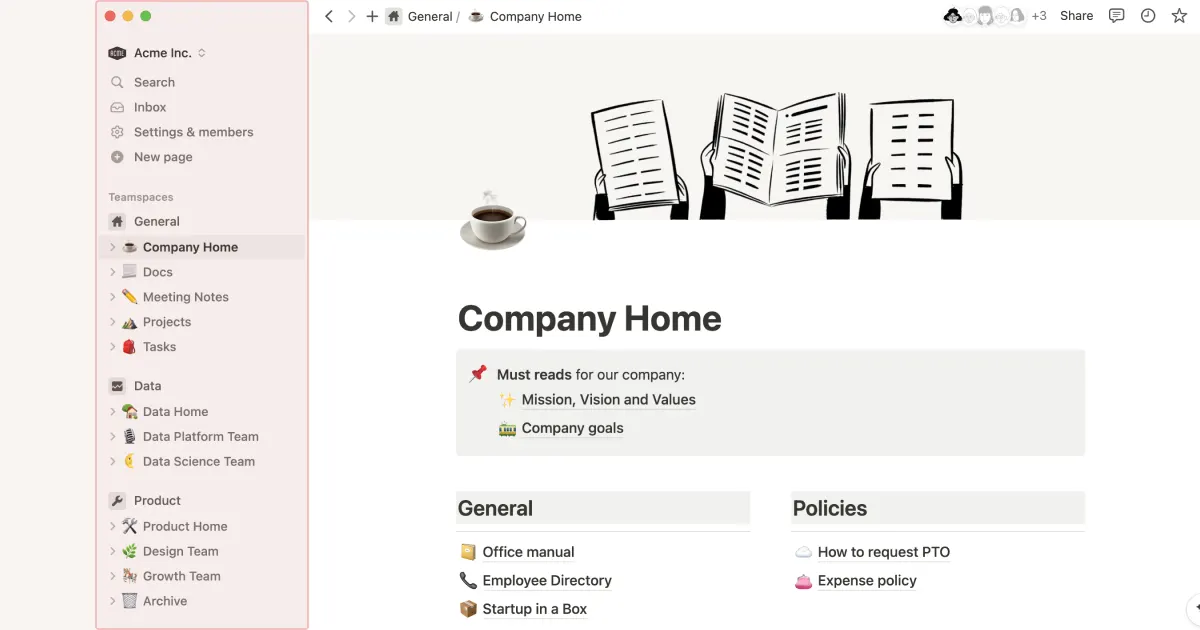 General / Company Home
+3 Share
ACME Acme Inc.
Search
Inbox
Settings & members
New page
Teamspaces
General
Company Home
Docs
Meeting Notes
Projects
Tasks
Data
Data Home
Data Platform Team
Data Science Team
Product
Product Home
Design Team
Growth Team
Archive
Company Home
Must reads for our company:
Mission, Vision and Values
Company goals
General
Office manual
Employee Directory
Startup in a Box
Policies
How to request PTO
Expense policy